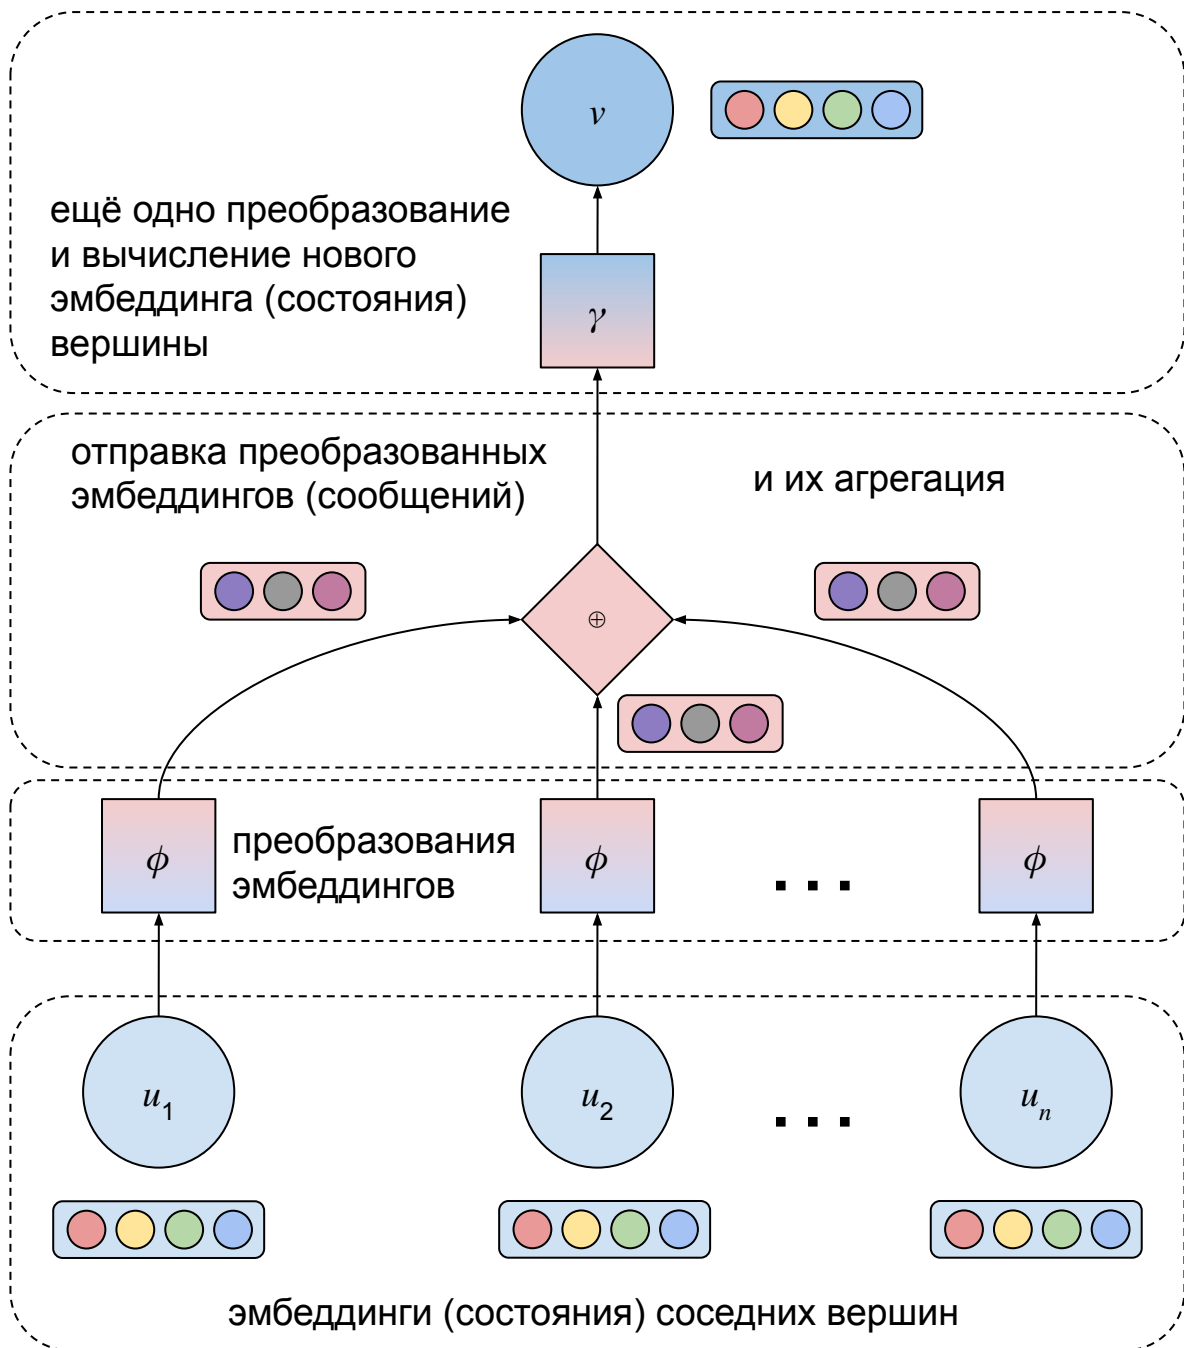 v
ещё одно преобразование
и вычисление нового
эмбеддинга (состояния)
вершины
γ
отправка преобразованных
эмбеддингов (сообщений)
и их агрегация
⊕
ϕ
преобразования
эмбеддингов
ϕ
. . .
ϕ
u1
u2
. . .
un
эмбеддинги (состояния) соседних вершин